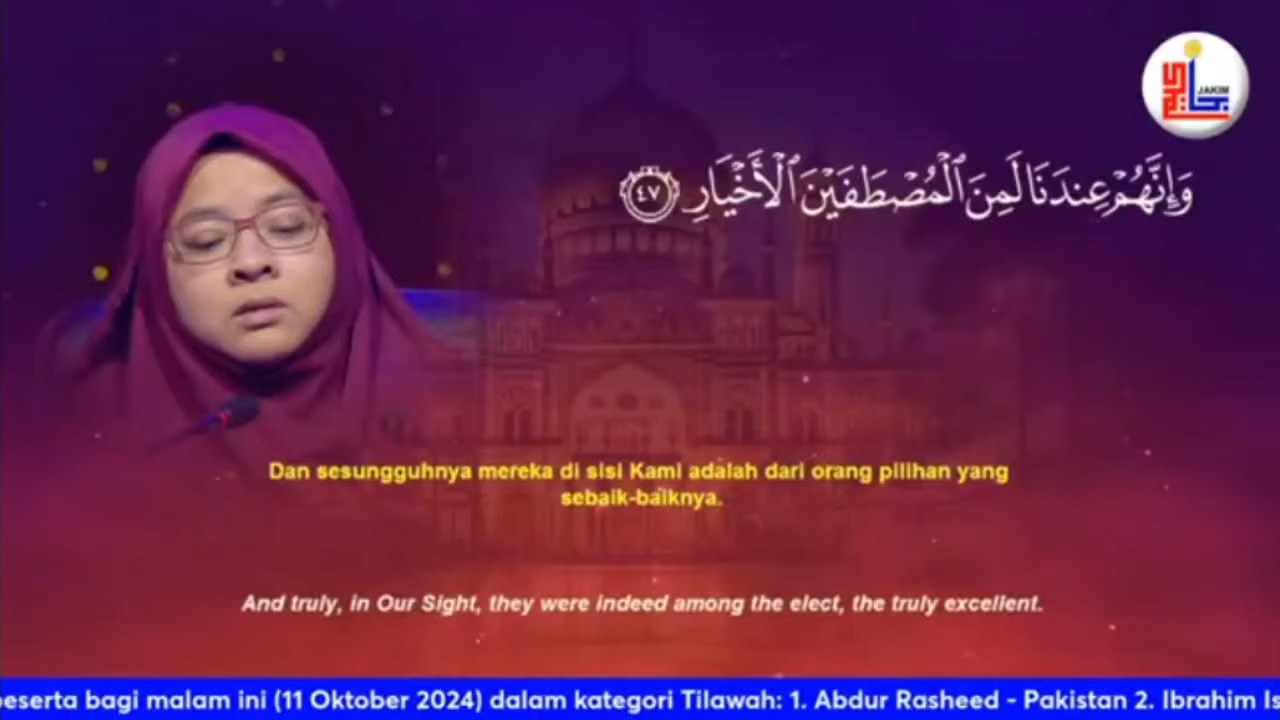 JAKIM
وَإِنَّهُمْ عِندَنَا لَمِنَ ٱلْمُصْطَفَيْنَ ٱلْأَخْيَارِ ٤٧
Dan sesungguhnya mereka di sisi Kami adalah dari orang pilihan yang
sebaik-baiknya.
And truly, in Our Sight, they were indeed among the elect, the truly excellent.
peserta bagi malam ini (11 Oktober 2024) dalam kategori Tilawah: 1. Abdur Rasheed - Pakistan 2. Ibrahim Is